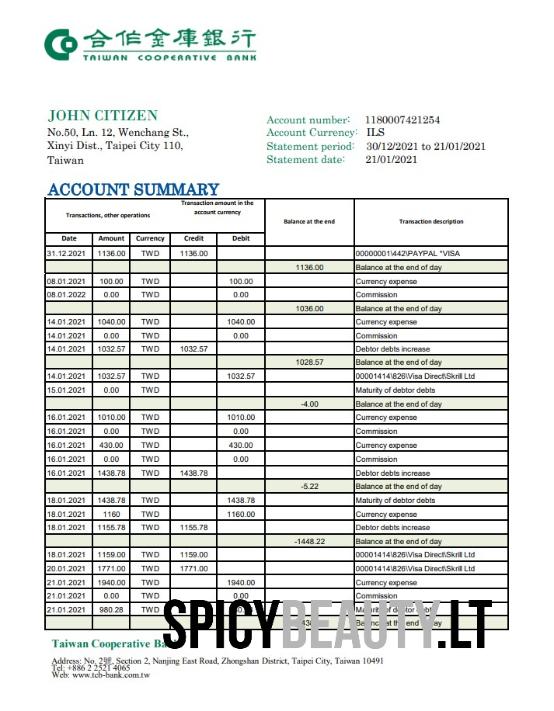 合作金庫銀行
TAIWAN COOPERATIVE BANK
JOHN CITIZEN
No.50, Ln. 12, Wenchang St.,
Xinyi Dist., Taipei City 110,
Taiwan
Account number: 1180007421254
Account Currency: ILS
Statement period: 30/12/2021 to 21/01/2021
Statement date: 21/01/2021
ACCOUNT SUMMARY
Transactions, other operations
Transaction amount in the
account currency
Balance at the end
Transaction description
Date Amount Currency Credit Debit
31.12.2021 1136.00 TWD 1136.00 00000001\442\PAYPAL *VISA
1136.00 Balance at the end of day
08.01.2021 100.00 TWD 100.00 Currency expense
08.01.2022 0.00 TWD 0.00 Commission
1036.00 Balance at the end of day
14.01.2021 1040.00 TWD 1040.00 Currency expense
14.01.2021 0.00 TWD 0.00 Commission
14.01.2021 1032.57 TWD 1032.57 Debtor debts increase
1028.57 Balance at the end of day
14.01.2021 1032.57 TWD 1032.57 00001414\826\Visa Direct\Skrill Ltd
15.01.2021 0.00 TWD 0.00 Maturity of debtor debts
-4.00 Balance at the end of day
16.01.2021 1010.00 TWD 1010.00 Currency expense
16.01.2021 0.00 TWD 0.00 Commission
16.01.2021 430.00 TWD 430.00 Currency expense
16.01.2021 0.00 TWD 0.00 Commission
16.01.2021 1438.78 TWD 1438.78 Debtor debts increase
-5.22 Balance at the end of day
18.01.2021 1438.78 TWD 1438.78 Maturity of debtor debts
18.01.2021 1160 TWD 1160.00 Currency expense
18.01.2021 1155.78 TWD 1155.78 Debtor debts increase
-1448.22 Balance at the end of day
18.01.2021 1159.00 TWD 1159.00 00001414\826\Visa Direct\Skrill Ltd
20.01.2021 1771.00 TWD 1771.00 00001414\826\Visa Direct\Skrill Ltd
21.01.2021 1940.00 TWD 1940.00 Currency expense
21.01.2021 0.00 TWD 0.00 Commission
21.01.2021 980.28 TWD Maturity of debtor debts
Balance at the end of day
SPICYBEAUTY.LT
Taiwan Cooperative
Address: No. Section 2, Nanjing East Road, Zhongshan District, Taipei City, Taiwan 10491
Tel: +886 2 2521 4065
Web: www.tcb-bank.com.tw